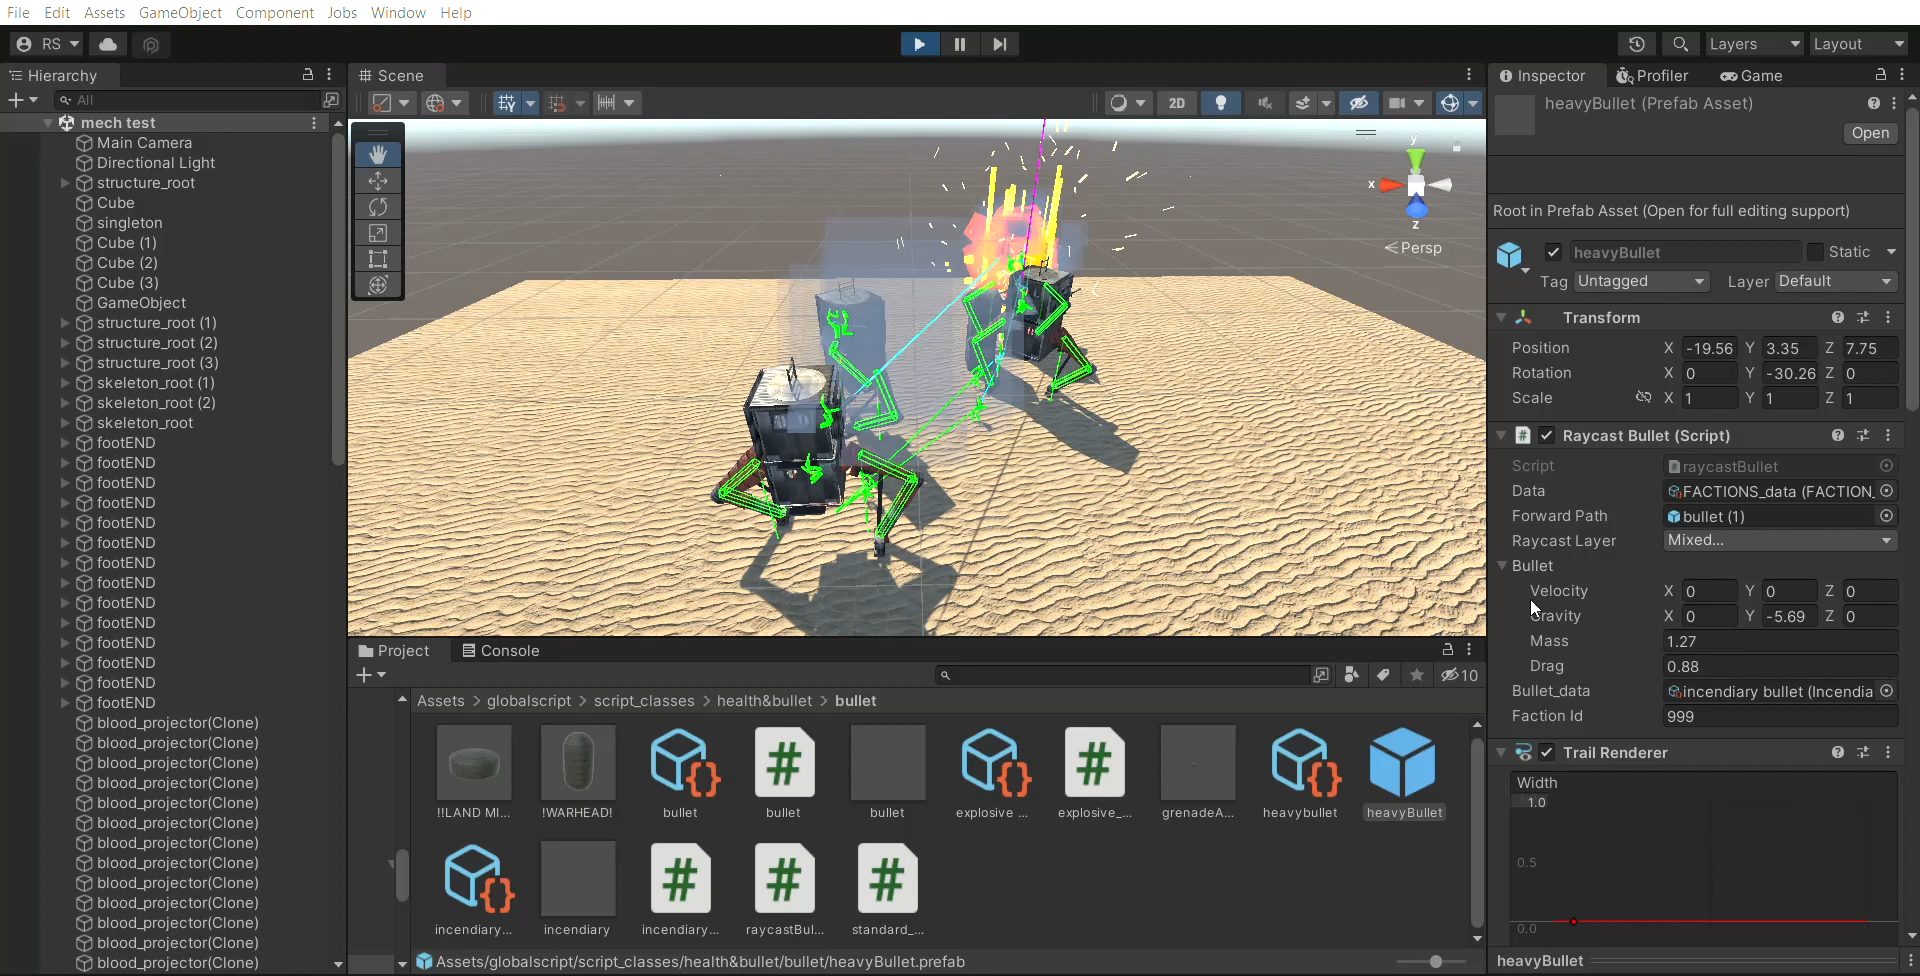 File Edit Assets GameObject Component Jobs Window Help
RS
Layers
Layout
Hierarchy
All
mech test
Main Camera
Directional Light
structure_root
Cube
singleton
Cube (1)
Cube (2)
Cube (3)
GameObject
structure_root (1)
structure_root (2)
structure_root (3)
skeleton_root (1)
skeleton_root (2)
skeleton_root
footEND
footEND
footEND
footEND
footEND
footEND
footEND
footEND
footEND
footEND
footEND
footEND
footEND
footEND
blood_projector(Clone)
blood_projector(Clone)
blood_projector(Clone)
blood_projector(Clone)
blood_projector(Clone)
blood_projector(Clone)
blood_projector(Clone)
blood_projector(Clone)
blood_projector(Clone)
blood_projector(Clone)
blood_projector(Clone)
blood_projector(Clone)
blood_projector(Clone)
Scene
2D
y
x
z
Persp
Project
Console
10
Assets > globalscript > script_classes > health&bullet > bullet
!!LAND MI...
!WARHEAD!
bullet
bullet
bullet
explosive ...
explosive_...
grenadeA...
heavybullet
heavyBullet
incendiary...
incendiary
incendiary...
raycastBul...
standard_...
Assets/globalscript/script_classes/health&bullet/bullet/heavyBullet.prefab
Inspector
Profiler
Game
heavyBullet (Prefab Asset)
Open
Root in Prefab Asset (Open for full editing support)
heavyBullet
Static
Tag Untagged
Layer Default
Transform
Position X -19.56 Y 3.35 Z 7.75
Rotation X 0 Y -30.26 Z 0
Scale X 1 Y 1 Z 1
# Raycast Bullet (Script)
Script raycastBullet
Data FACTIONS_data (FACTION_
Forward Path bullet (1)
Raycast Layer Mixed...
Bullet
Velocity X 0 Y 0 Z 0
Gravity X 0 Y -5.69 Z 0
Mass 1.27
Drag 0.88
Bullet_data incendiary bullet (Incendia
Faction Id 999
Trail Renderer
Width
1.0
0.5
0.0
heavyBullet